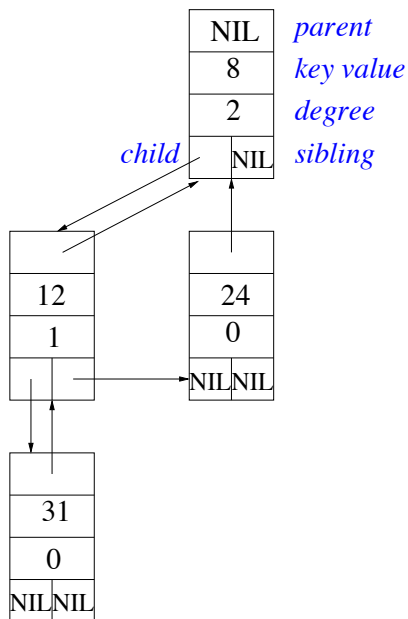 NIL parent
8 key value
2 degree
child NIL sibling
12 24
1 0
NIL NIL
31
0
NIL NIL